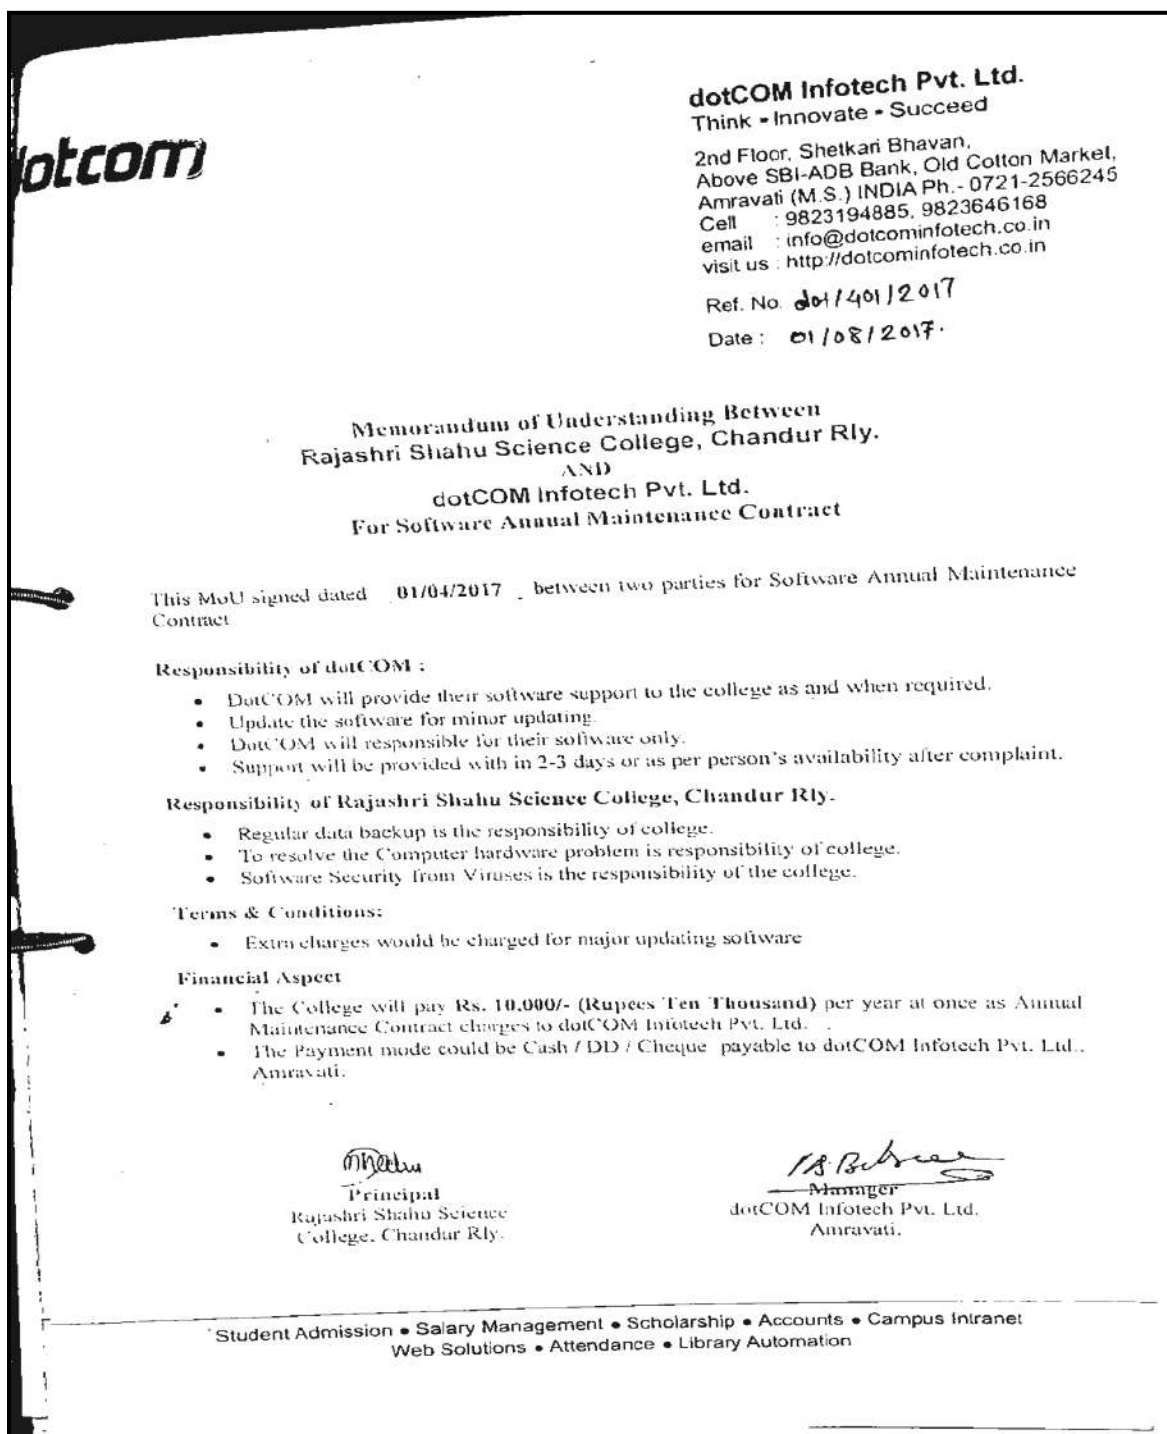 dotcom
dotCOM Infotech Pvt. Ltd.
Think • Innovate • Succeed
2nd Floor, Shetkari Bhavan,
Above SBI-ADB Bank, Old Cotton Market,
Amravati (M.S.) INDIA Ph.- 0721-2566245
Cell : 9823194885, 9823646168
email : info@dotcominfotech.co.in
visit us : http://dotcominfotech.co.in
Ref. No. dot/401/2017
Date : 01/08/2017.
Memorandum of Understanding Between
Rajashri Shahu Science College, Chandur Rly.
AND
dotCOM Infotech Pvt. Ltd.
For Software Annual Maintenance Contract
This MoU signed dated 01/04/2017 between two parties for Software Annual Maintenance
Contract
Responsibility of dotCOM :
• DotCOM will provide their software support to the college as and when required.
• Update the software for minor updating.
• DotCOM will responsible for their software only.
• Support will be provided with in 2-3 days or as per person's availability after complaint.
Responsibility of Rajashri Shahu Science College, Chandur Rly.
• Regular data backup is the responsibility of college.
• To resolve the Computer hardware problem is responsibility of college.
• Software Security from Viruses is the responsibility of the college.
Terms & Conditions:
• Extra charges would be charged for major updating software
Financial Aspect
• The College will pay Rs. 10,000/- (Rupees Ten Thousand) per year at once as Annual
Maintenance Contract charges to dotCOM Infotech Pvt. Ltd.
• The Payment mode could be Cash / DD / Cheque payable to dotCOM Infotech Pvt. Ltd.,
Amravati.
Principal
Rajashri Shahu Science
College, Chandur Rly.
Manager
dotCOM Infotech Pvt. Ltd.
Amravati.
Student Admission • Salary Management • Scholarship • Accounts • Campus Intranet
Web Solutions • Attendance • Library Automation